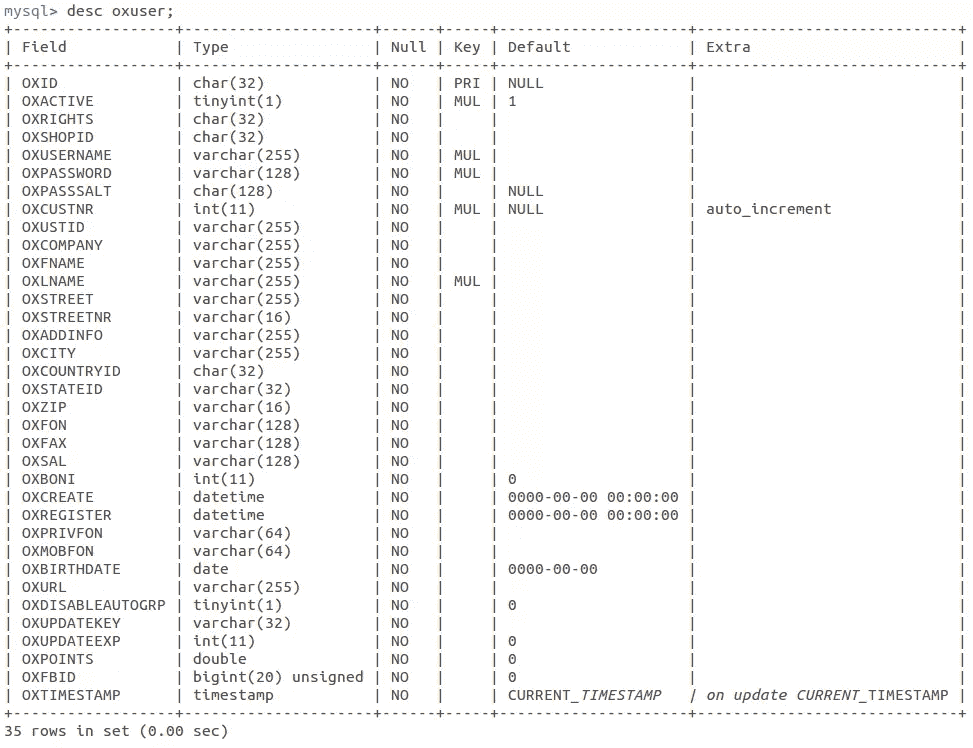 mysql> desc oxuser;
+------------------+---------------------+------+-----+---------------------+-----------------------------+
| Field | Type | Null | Key | Default | Extra |
+------------------+---------------------+------+-----+---------------------+-----------------------------+
| OXID | char(32) | NO | PRI | NULL | |
| OXACTIVE | tinyint(1) | NO | MUL | 1 | |
| OXRIGHTS | char(32) | NO | | | |
| OXSHOPID | char(32) | NO | | | |
| OXUSERNAME | varchar(255) | NO | MUL | | |
| OXPASSWORD | varchar(128) | NO | MUL | | |
| OXPASSSALT | char(128) | NO | | NULL | |
| OXCUSTNR | int(11) | NO | MUL | NULL | auto_increment |
| OXUSTID | varchar(255) | NO | | | |
| OXCOMPANY | varchar(255) | NO | | | |
| OXFNAME | varchar(255) | NO | | | |
| OXLNAME | varchar(255) | NO | MUL | | |
| OXSTREET | varchar(255) | NO | | | |
| OXSTREETNR | varchar(16) | NO | | | |
| OXADDINFO | varchar(255) | NO | | | |
| OXCITY | varchar(255) | NO | | | |
| OXCOUNTRYID | char(32) | NO | | | |
| OXSTATEID | varchar(32) | NO | | | |
| OXZIP | varchar(16) | NO | | | |
| OXFON | varchar(128) | NO | | | |
| OXFAX | varchar(128) | NO | | | |
| OXSAL | varchar(128) | NO | | | |
| OXBONI | int(11) | NO | | 0 | |
| OXCREATE | datetime | NO | | 0000-00-00 00:00:00 | |
| OXREGISTER | datetime | NO | | 0000-00-00 00:00:00 | |
| OXPRIVFON | varchar(64) | NO | | | |
| OXMOBFON | varchar(64) | NO | | | |
| OXBIRTHDATE | date | NO | | 0000-00-00 | |
| OXURL | varchar(255) | NO | | | |
| OXDISABLEAUTOGRP | tinyint(1) | NO | | 0 | |
| OXUPDATEKEY | varchar(32) | NO | | | |
| OXUPDATEEXP | int(11) | NO | | 0 | |
| OXPOINTS | double | NO | | 0 | |
| OXFBID | bigint(20) unsigned | NO | | 0 | |
| OXTIMESTAMP | timestamp | NO | | CURRENT_TIMESTAMP | on update CURRENT_TIMESTAMP |
+------------------+---------------------+------+-----+---------------------+-----------------------------+
35 rows in set (0.00 sec)